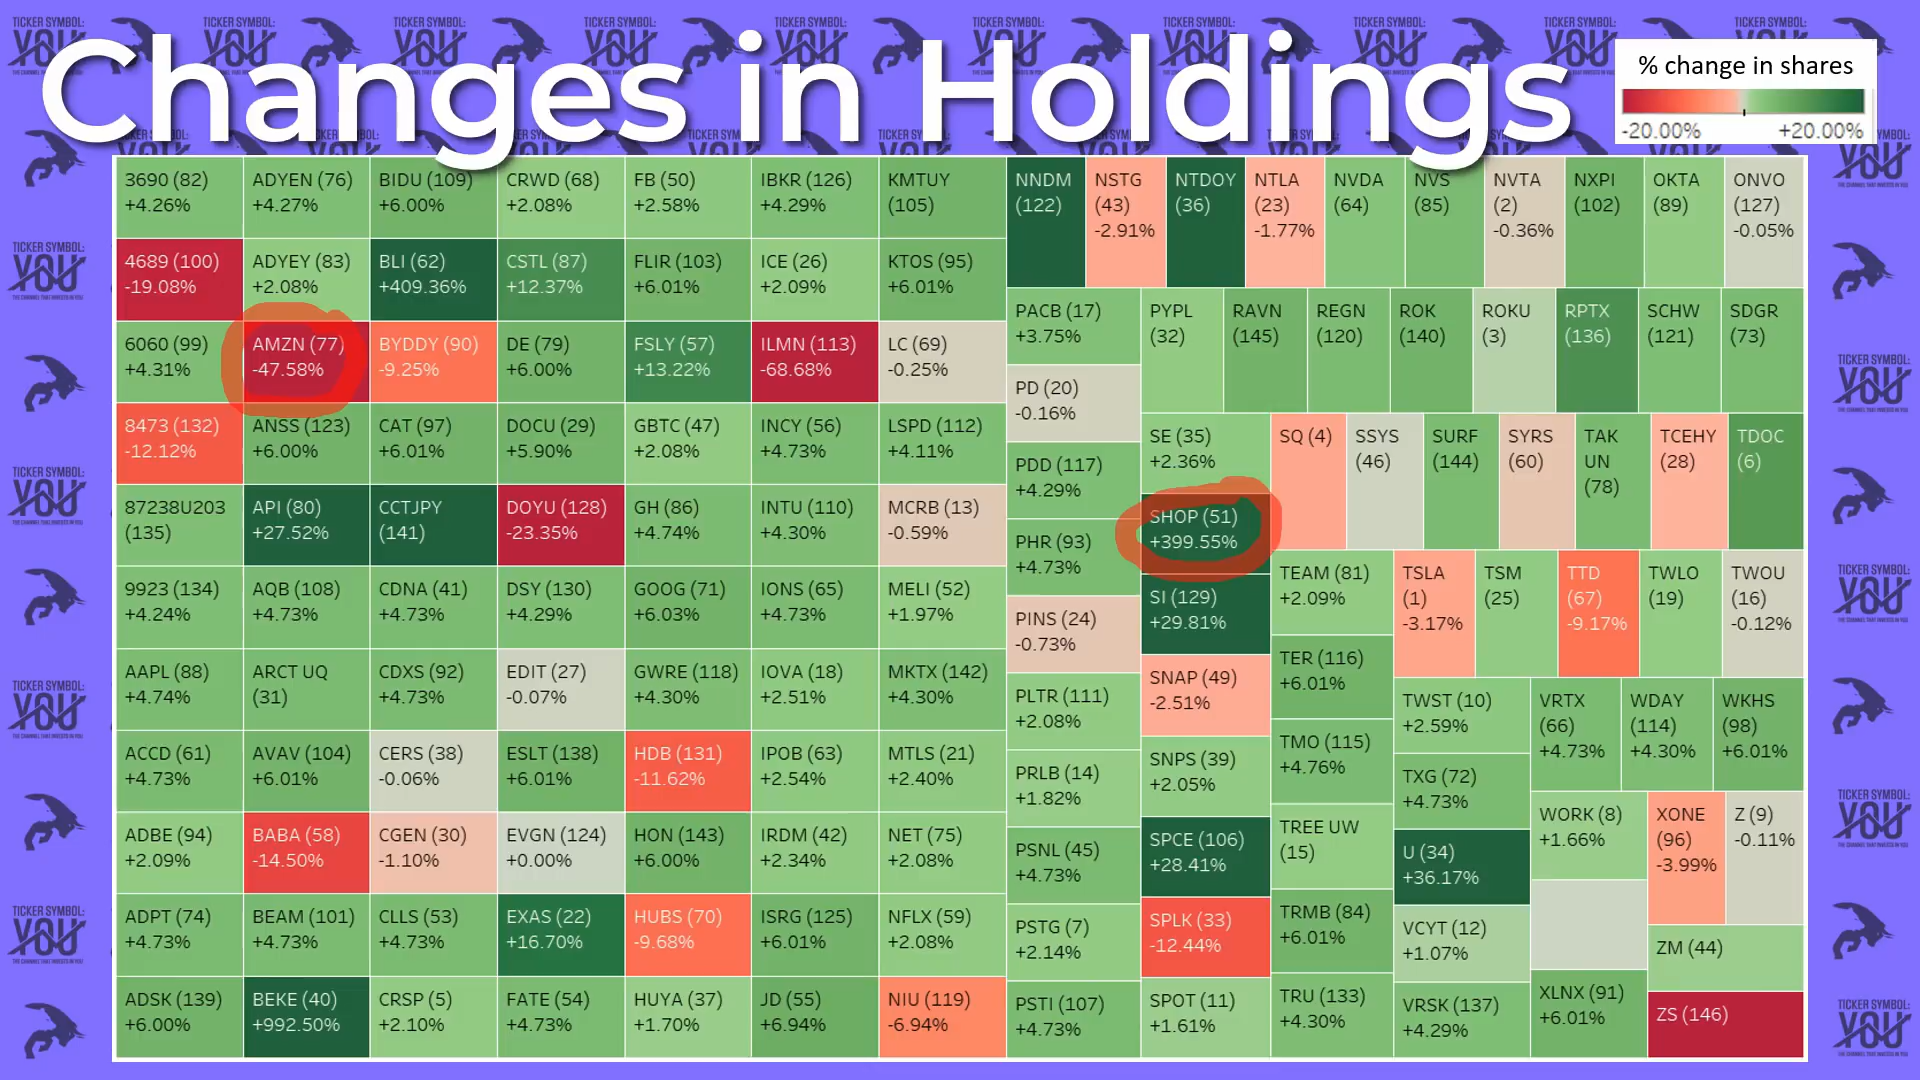 Changes in Holdings
% change in shares
-20.00% +20.00%
TICKER SYMBOL:
YOU
THE CHANNEL THAT INVESTS IN YOU
3690 (82)
+4.26%
ADYEN (76)
+4.27%
BIDU (109)
+6.00%
CRWD (68)
+2.08%
FB (50)
+2.58%
IBKR (126)
+4.29%
KMTUY
(105)
4689 (100)
-19.08%
ADYEY (83)
+2.08%
BLI (62)
+409.36%
CSTL (87)
+12.37%
FLIR (103)
+6.01%
ICE (26)
+2.09%
KTOS (95)
+6.01%
6060 (99)
+4.31%
AMZN (77)
-47.58%
BYDDY (90)
-9.25%
DE (79)
+6.00%
FSLY (57)
+13.22%
ILMN (113)
-68.68%
LC (69)
-0.25%
8473 (132)
-12.12%
ANSS (123)
+6.00%
CAT (97)
+6.01%
DOCU (29)
+5.90%
GBTC (47)
+2.08%
INCY (56)
+4.73%
LSPD (112)
+4.11%
87238U203
(135)
API (80)
+27.52%
CCTJPY
(141)
DOYU (128)
-23.35%
GH (86)
+4.74%
INTU (110)
+4.30%
MCRB (13)
-0.59%
9923 (134)
+4.24%
AQB (108)
+4.73%
CDNA (41)
+4.73%
DSY (130)
+4.29%
GOOG (71)
+6.03%
IONS (65)
+4.73%
MELI (52)
+1.97%
AAPL (88)
+4.74%
ARCT UQ
(31)
CDXS (92)
+4.73%
EDIT (27)
-0.07%
GWRE (118)
+4.30%
IOVA (18)
+2.51%
MKTX (142)
+4.30%
ACCD (61)
+4.73%
AVAV (104)
+6.01%
CERS (38)
-0.06%
ESLT (138)
+6.01%
HDB (131)
-11.62%
IPOB (63)
+2.54%
MTLS (21)
+2.40%
ADBE (94)
+2.09%
BABA (58)
-14.50%
CGEN (30)
-1.10%
EVGN (124)
+0.00%
HON (143)
+6.00%
IRDM (42)
+2.34%
NET (75)
+2.08%
ADPT (74)
+4.73%
BEAM (101)
+4.73%
CLLS (53)
+4.73%
EXAS (22)
+16.70%
HUBS (70)
-9.68%
ISRG (125)
+6.01%
NFLX (59)
+2.08%
ADSK (139)
+6.00%
BEKE (40)
+992.50%
CRSP (5)
+2.10%
FATE (54)
+4.73%
HUYA (37)
+1.70%
JD (55)
+6.94%
NIU (119)
-6.94%
NNDM
(122)
NSTG
(43)
-2.91%
NTDOY
(36)
NTLA
(23)
-1.77%
NVDA
(64)
NVS
(85)
NVTA
(2)
-0.36%
NXPI
(102)
OKTA
(89)
ONVO
(127)
-0.05%
PACB (17)
+3.75%
PD (20)
-0.16%
PDD (117)
+4.29%
PHR (93)
+4.73%
PINS (24)
-0.73%
PLTR (111)
+2.08%
PRLB (14)
+1.82%
PSNL (45)
+4.73%
PSTG (7)
+2.14%
PSTI (107)
+4.73%
PYPL
(32)
RAVN
(145)
REGN
(120)
ROK
(140)
ROKU
(3)
RPTX
(136)
SCHW
(121)
SDGR
(73)
SE (35)
+2.36%
SHOP (51)
+399.55%
SI (129)
+29.81%
SNAP (49)
-2.51%
SNPS (39)
+2.05%
SPCE (106)
+28.41%
SPLK (33)
-12.44%
SPOT (11)
+1.61%
SQ (4)
SSYS
(46)
SURF
(144)
SYRS
(60)
TAK
UN
(78)
TCEHY
(28)
TDOC
(6)
TEAM (81)
+2.09%
TER (116)
+6.01%
TMO (115)
+4.76%
TREE UW
(15)
TRMB (84)
+6.01%
TRU (133)
+4.30%
TSLA
(1)
-3.17%
TSM
(25)
TTD
(67)
-9.17%
TWLO
(19)
TWOU
(16)
-0.12%
TWST (10)
+2.59%
TXG (72)
+4.73%
U (34)
+36.17%
VCYT (12)
+1.07%
VRSK (137)
+4.29%
VRTX
(66)
+4.73%
WDAY
(114)
+4.30%
WKHS
(98)
+6.01%
WORK (8)
+1.66%
XLNX (91)
+6.01%
XONE
(96)
-3.99%
Z (9)
-0.11%
ZM (44)
ZS (146)